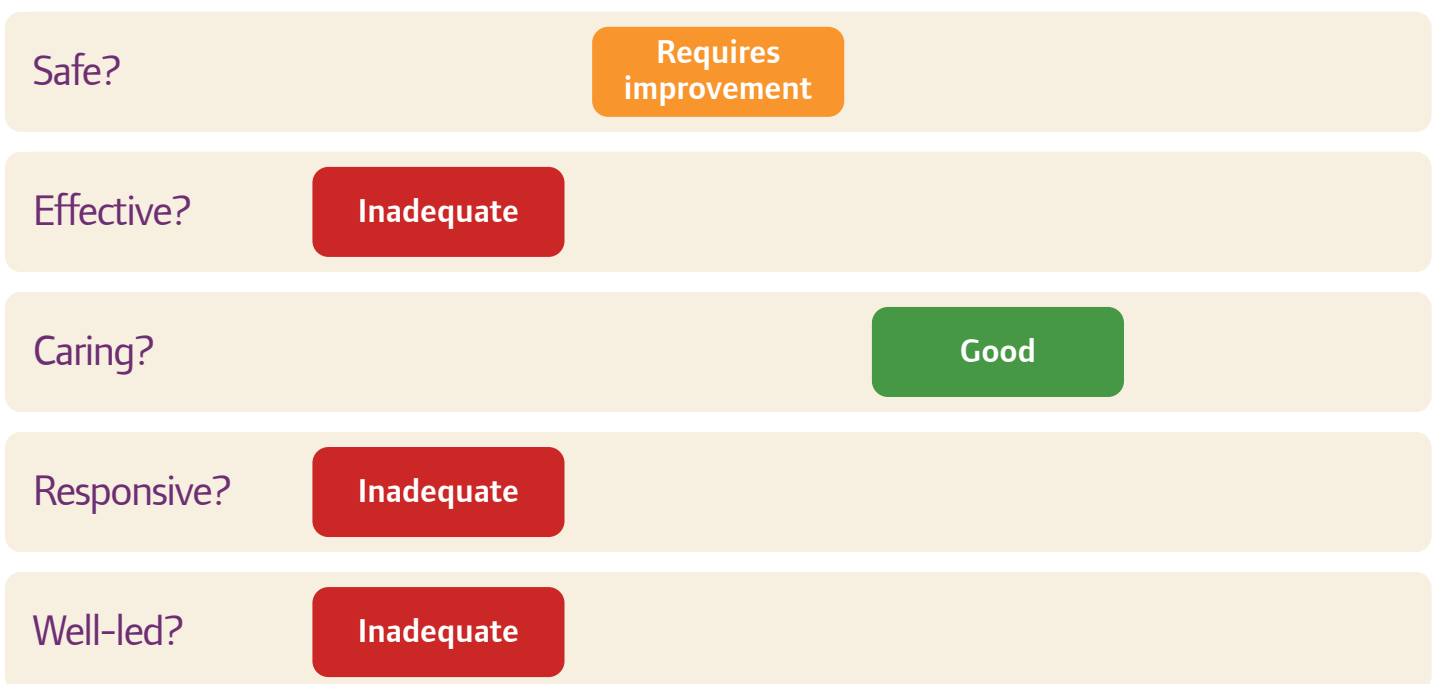 Safe?
Requires
improvement
Effective?
Inadequate
Caring?
Good
Responsive?
Inadequate
Well-led?
Inadequate